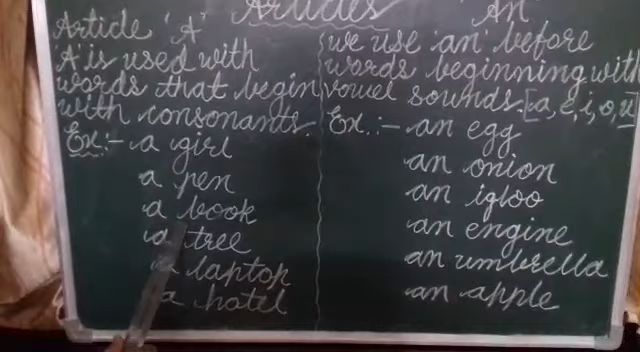 Articles
Article 'A'
'A' is used with
words that begin
with consonants.
Ex:- a girl
a pen
a book
a tree
a laptop
a hotel
'An'
we use 'an' before
words beginning with
vowel sounds. [a, e, i, o, u]
Ex.:- an egg
an onion
an igloo
an engine
an umbrella
an apple